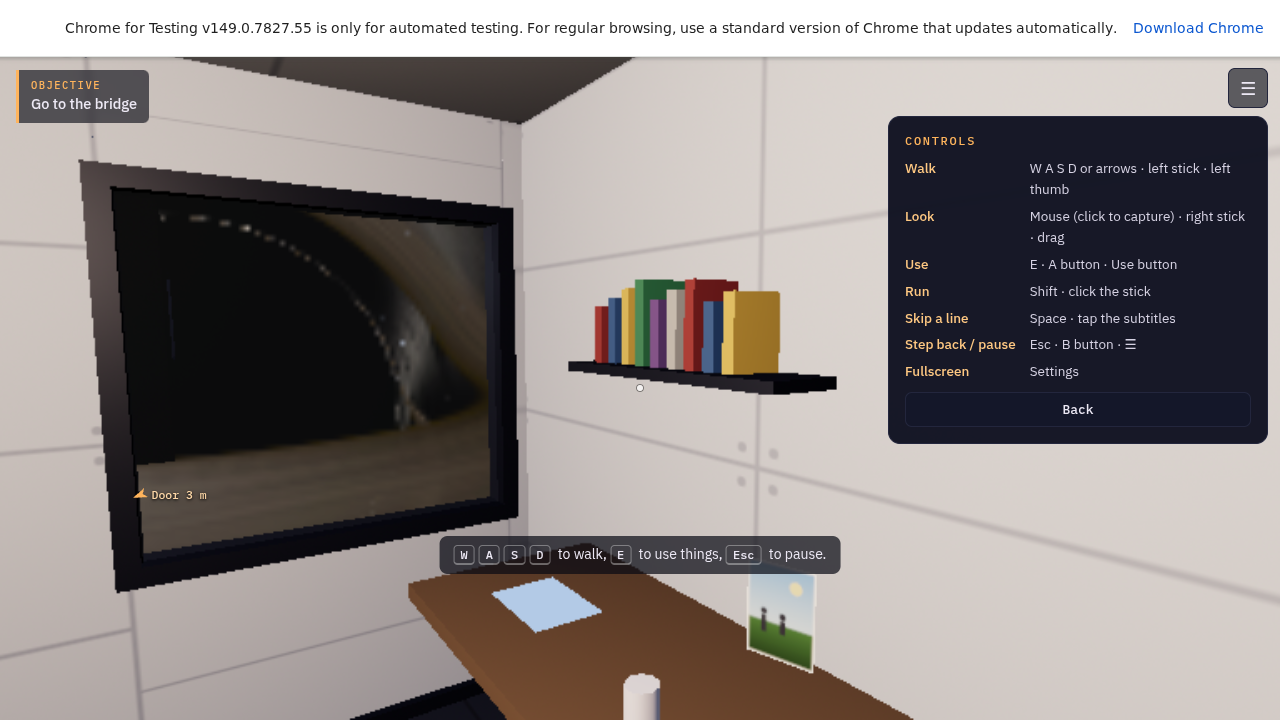 Chrome for Testing v149.0.7827.55 is only for automated testing. For regular browsing, use a standard version of Chrome that updates automatically. Download Chrome
OBJECTIVE
Go to the bridge
☰
CONTROLS
Walk W A S D or arrows · left stick · left
thumb
Look Mouse (click to capture) · right stick
· drag
Use E · A button · Use button
Run Shift · click the stick
Skip a line Space · tap the subtitles
Step back / pause Esc · B button · ☰
Fullscreen Settings
Back
Door 3 m
W A S D to walk, E to use things, Esc to pause.